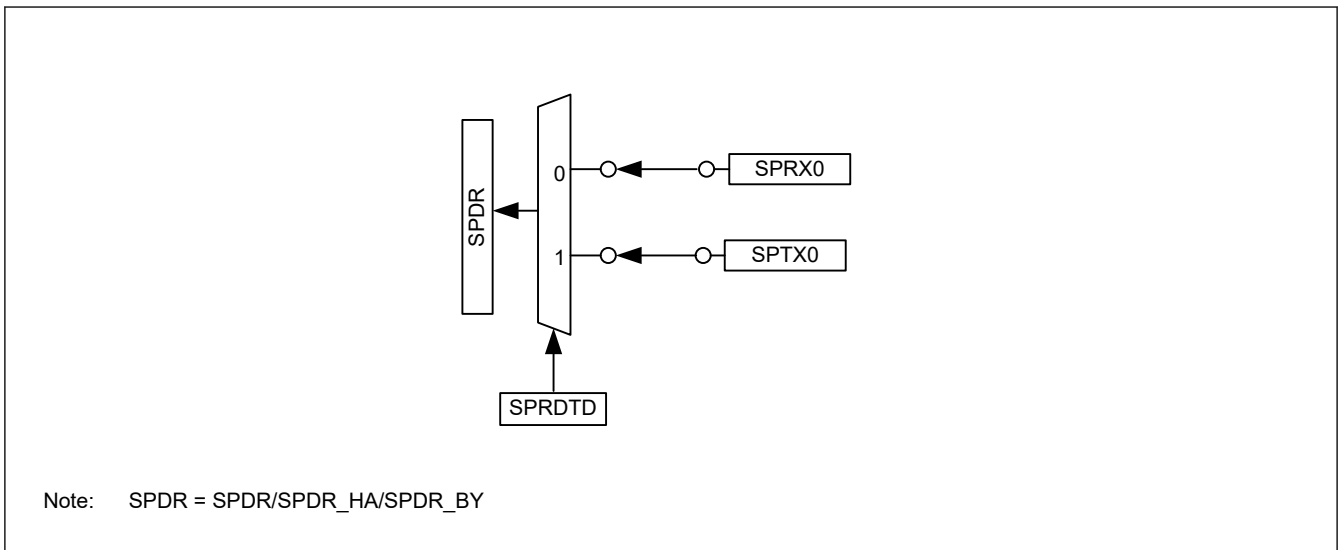 SPDR
0
SPRX0
1
SPTX0
SPRDTD
Note: SPDR = SPDR/SPDR_HA/SPDR_BY